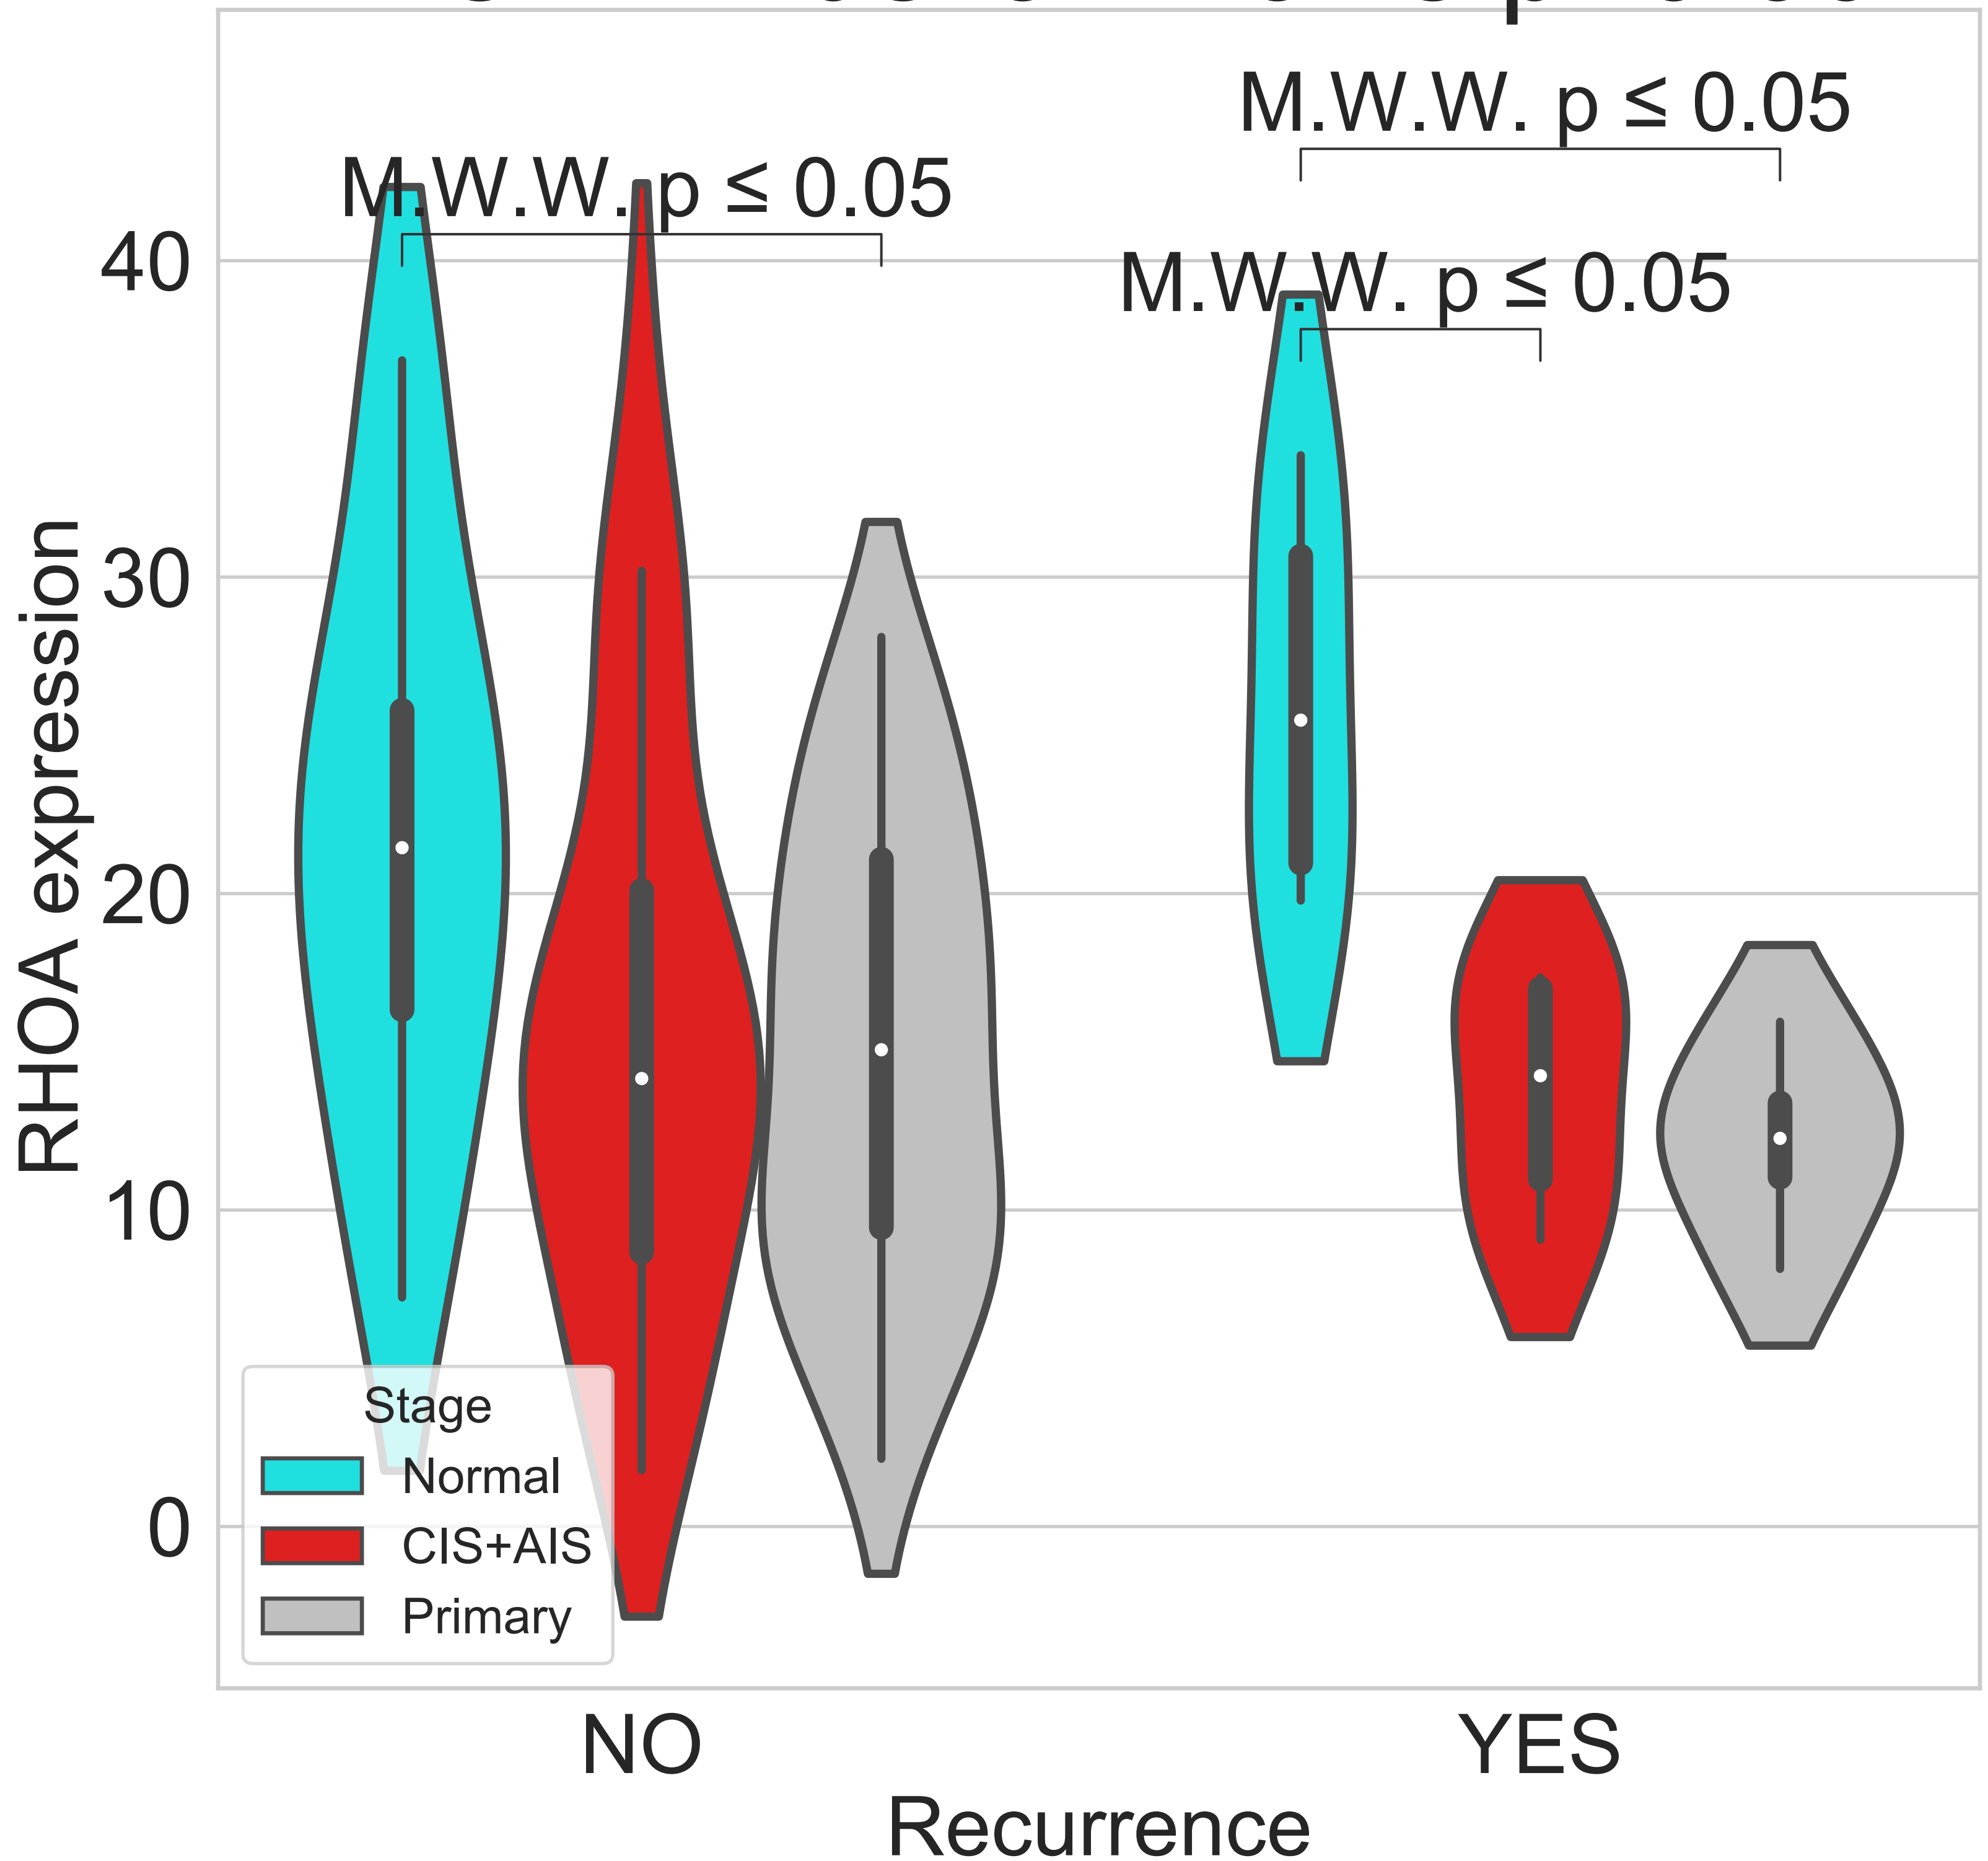 M.W.W. p ≤ 0.05
M.W.W. p ≤ 0.05
M.W.W. p ≤ 0.05
40
30
20
10
0
RHOA expression
Stage
Normal
CIS+AIS
Primary
NO
YES
Recurrence